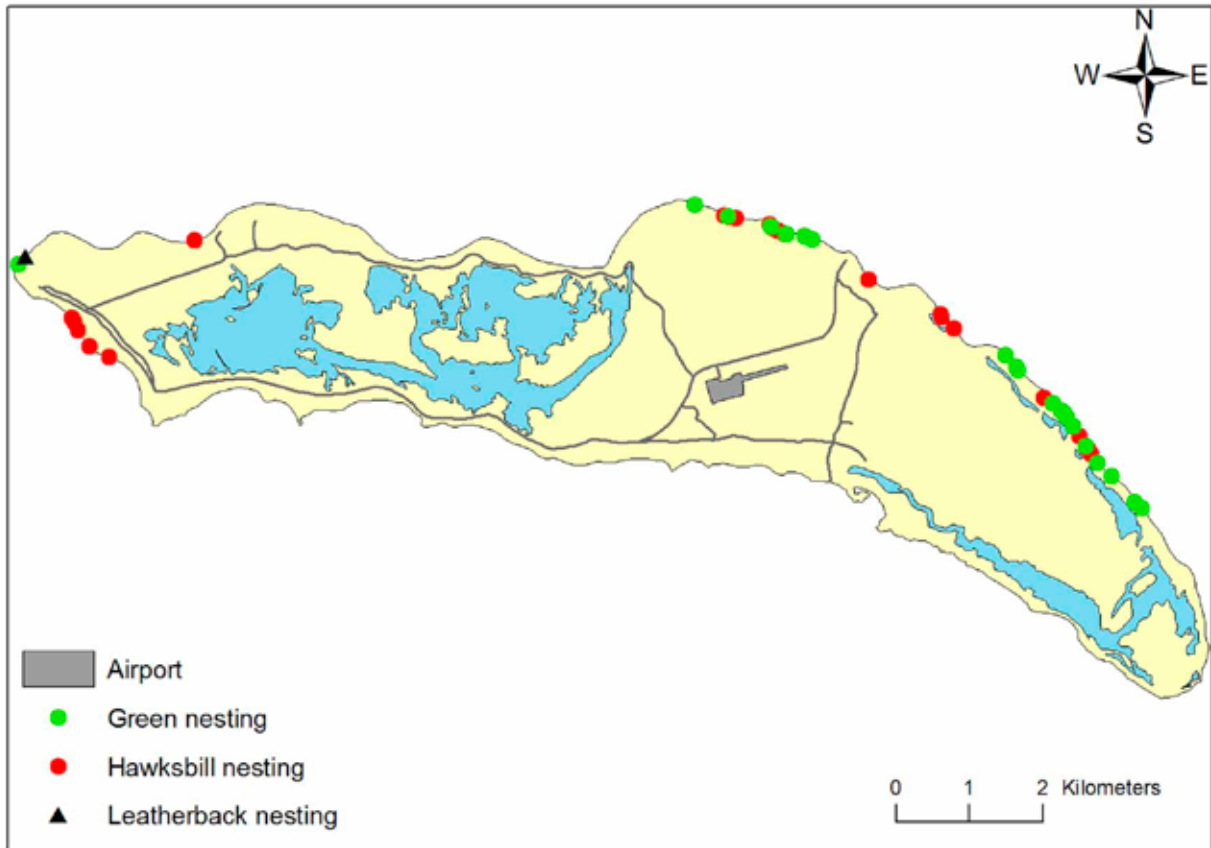 N
W E
S
Airport
Green nesting
Hawksbill nesting
Leatherback nesting
0 1 2 Kilometers